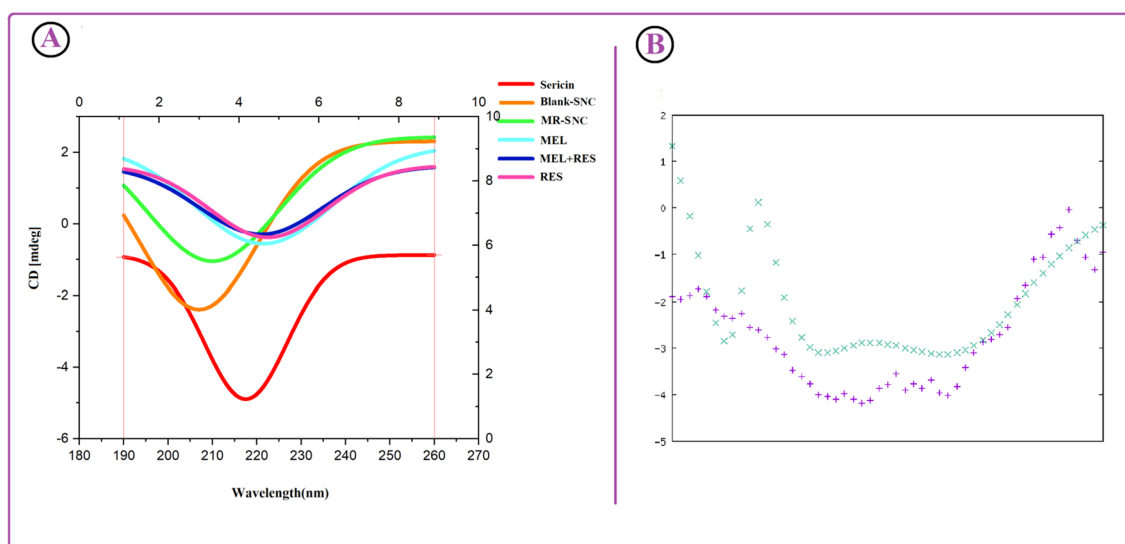 A
B
0 2 4 6 8 10
Sericin
Blank-SNC
MR-SNC
MEL
MEL+RES
RES
2
0
-2
-4
-6
CD [mdeg]
10
8
6
4
2
0
180 190 200 210 220 230 240 250 260 270
Wavelength(nm)
2
1
0
-1
-2
-3
-4
-5